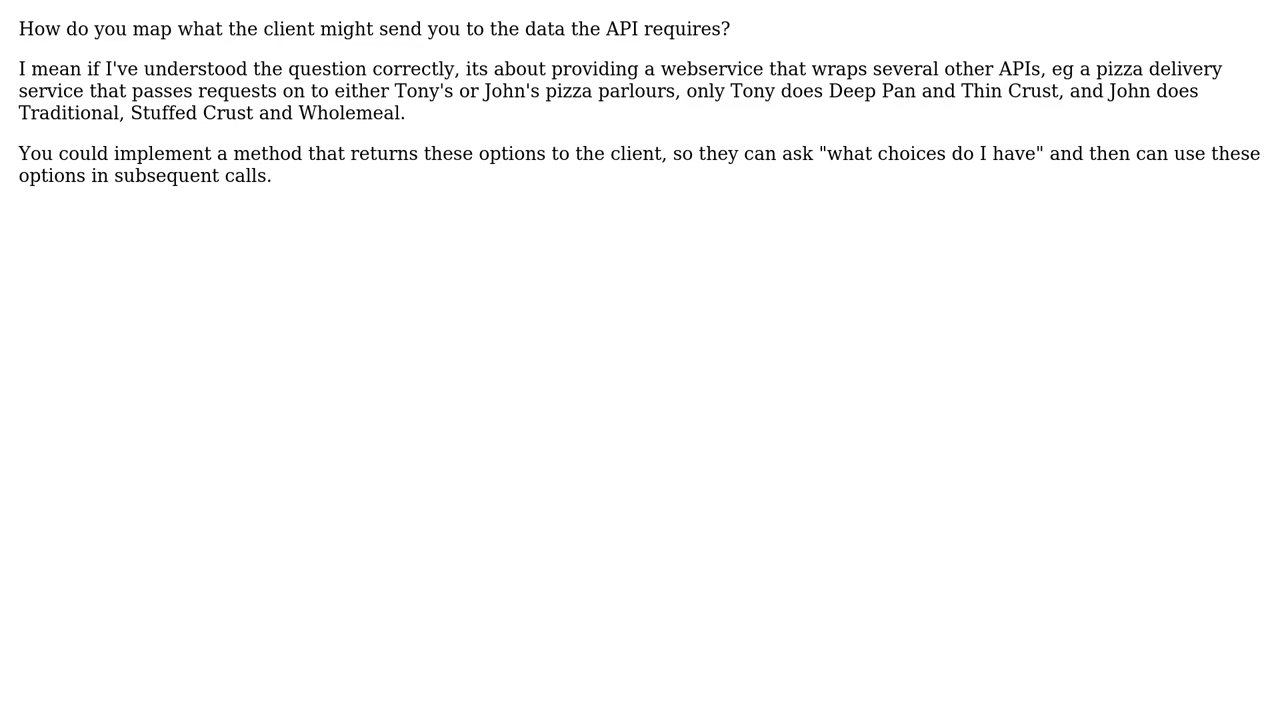 How do you map what the client might send you to the data the API requires?
I mean if I've understood the question correctly, its about providing a webservice that wraps several other APIs, eg a pizza delivery
service that passes requests on to either Tony's or John's pizza parlours, only Tony does Deep Pan and Thin Crust, and John does
Traditional, Stuffed Crust and Wholemeal.
You could implement a method that returns these options to the client, so they can ask "what choices do I have" and then can use these
options in subsequent calls.